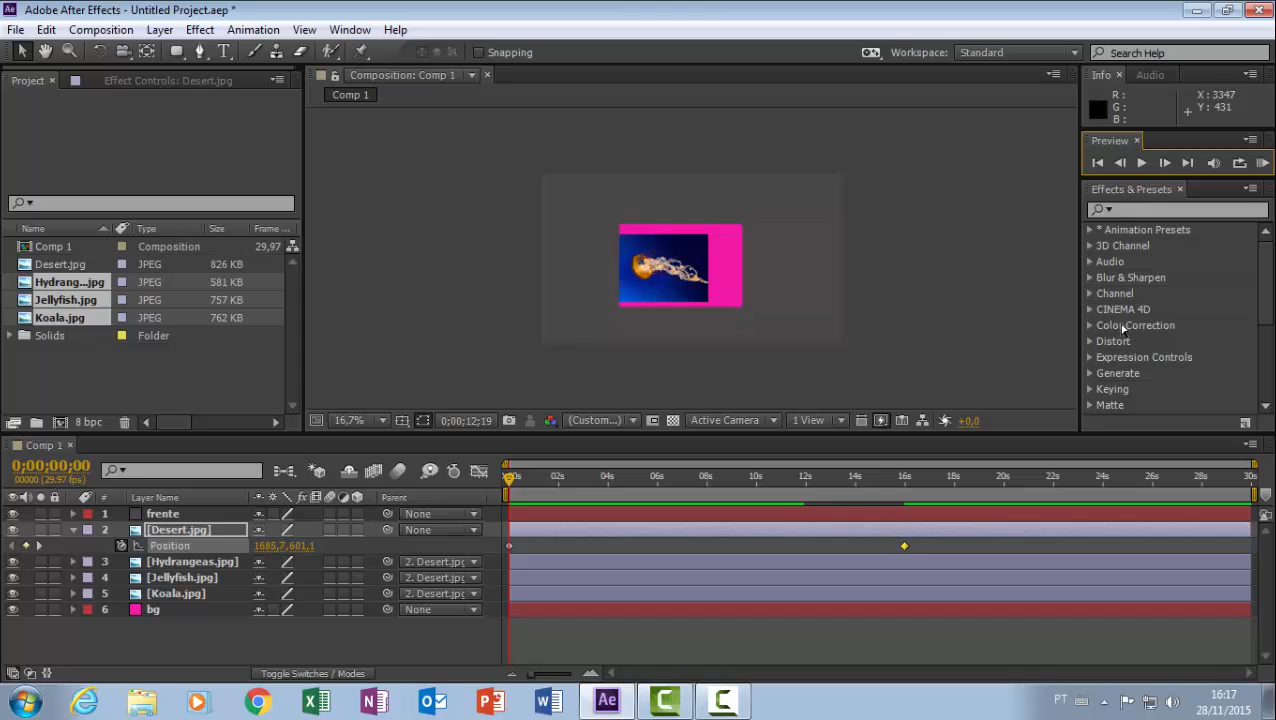 Adobe After Effects - Untitled Project.aep *
File Edit Composition Layer Effect Animation View Window Help
Snapping Workspace: Standard Search Help
Project Effect Controls: Desert.jpg Composition: Comp 1 Info Audio
Comp 1
R: X: 3347
G: Y: 431
B:
Preview
Effects & Presets
Name Type Size Frame ...
Comp 1 Composition 29,97
Desert.jpg JPEG 826 KB
Hydrang...jpg JPEG 581 KB
Jellyfish.jpg JPEG 757 KB
Koala.jpg JPEG 762 KB
Solids Folder
* Animation Presets
3D Channel
Audio
Blur & Sharpen
Channel
CINEMA 4D
Color Correction
Distort
Expression Controls
Generate
Keying
Matte
8 bpc
16,7% 0;00;12;19 (Custom...) Active Camera 1 View +0,0
Comp 1
0;00;00;00
00000 (29.97 fps)
02s 04s 06s 08s 10s 12s 14s 16s 18s 20s 22s 24s 26s 28s 30s
# Layer Name Parent
1 frente None
2 [Desert.jpg] None
Position 1685,7,601,1
3 [Hydrangeas.jpg] 2. Desert.jpg
4 [Jellyfish.jpg] 2. Desert.jpg
5 [Koala.jpg] 2. Desert.jpg
6 bg None
Toggle Switches / Modes
PT 16:17
28/11/2015